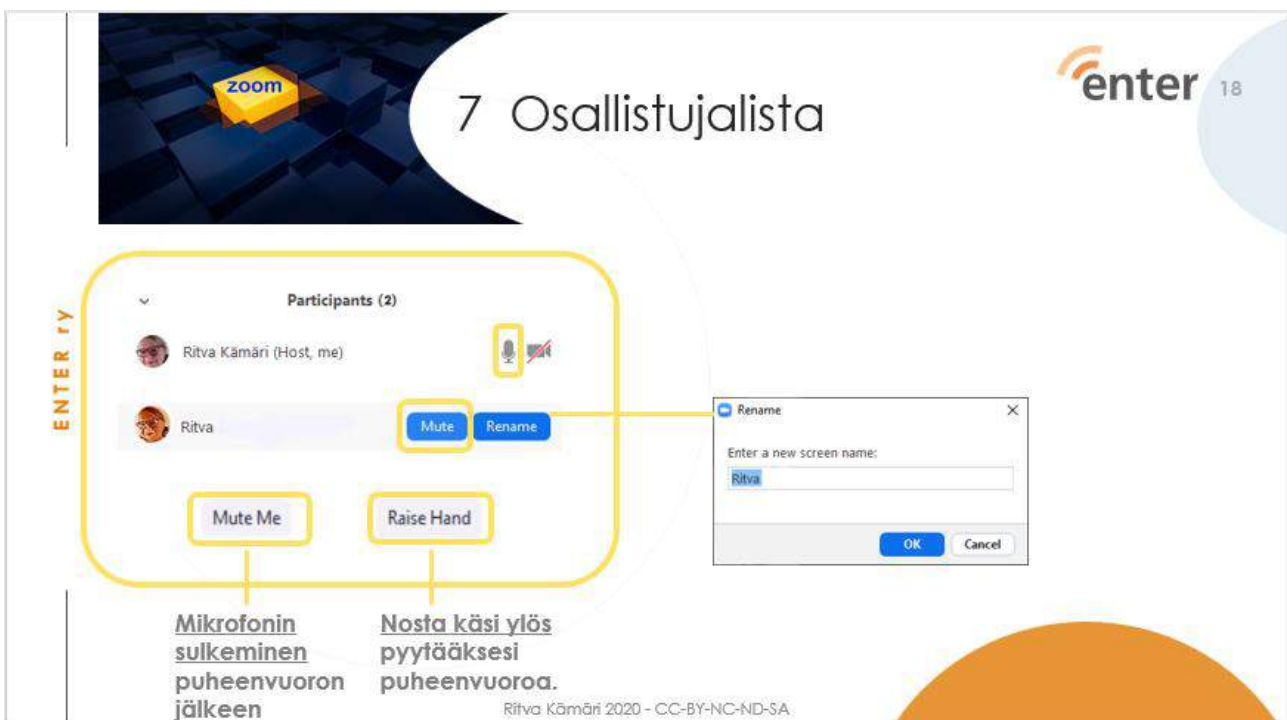 zoom
7 Osallistujalista
enter
18
ENTER ry
Participants (2)
Ritva Kämäri (Host, me)
Ritva
Mute
Rename
Mute Me
Raise Hand
Rename
Enter a new screen name:
Ritva
OK
Cancel
Mikrofonin
sulkeminen
puheenvuoron
jälkeen
Nosta käsi ylös
pyytääksesi
puheenvuoroa.
Ritva Kämäri 2020 - CC-BY-NC-ND-SA